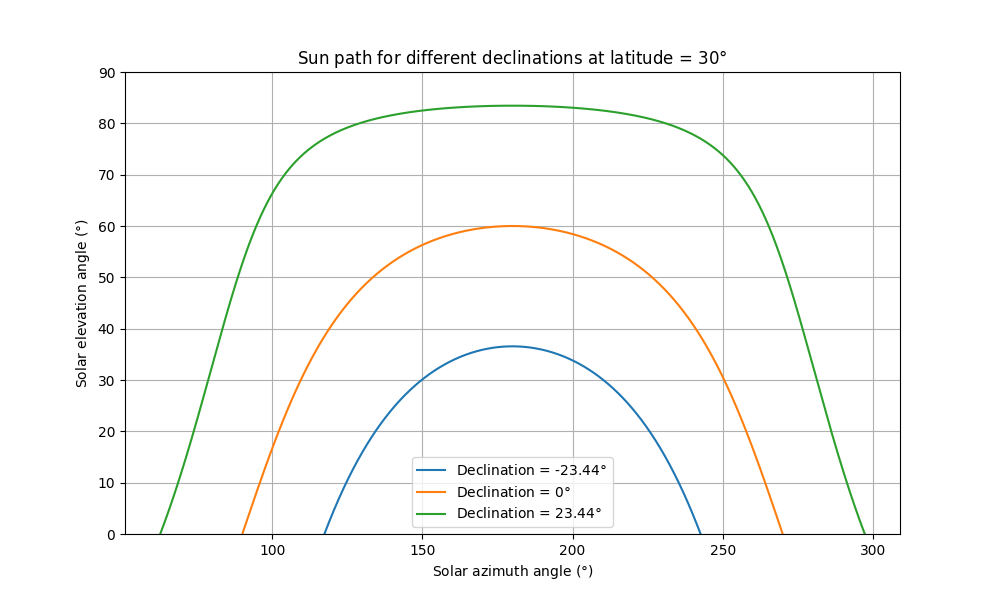 Sun path for different declinations at latitude = 30°
90
80
70
60
50
40
30
20
10
0
Solar elevation angle (°)
Declination = -23.44°
Declination = 0°
Declination = 23.44°
100 150 200 250 300
Solar azimuth angle (°)